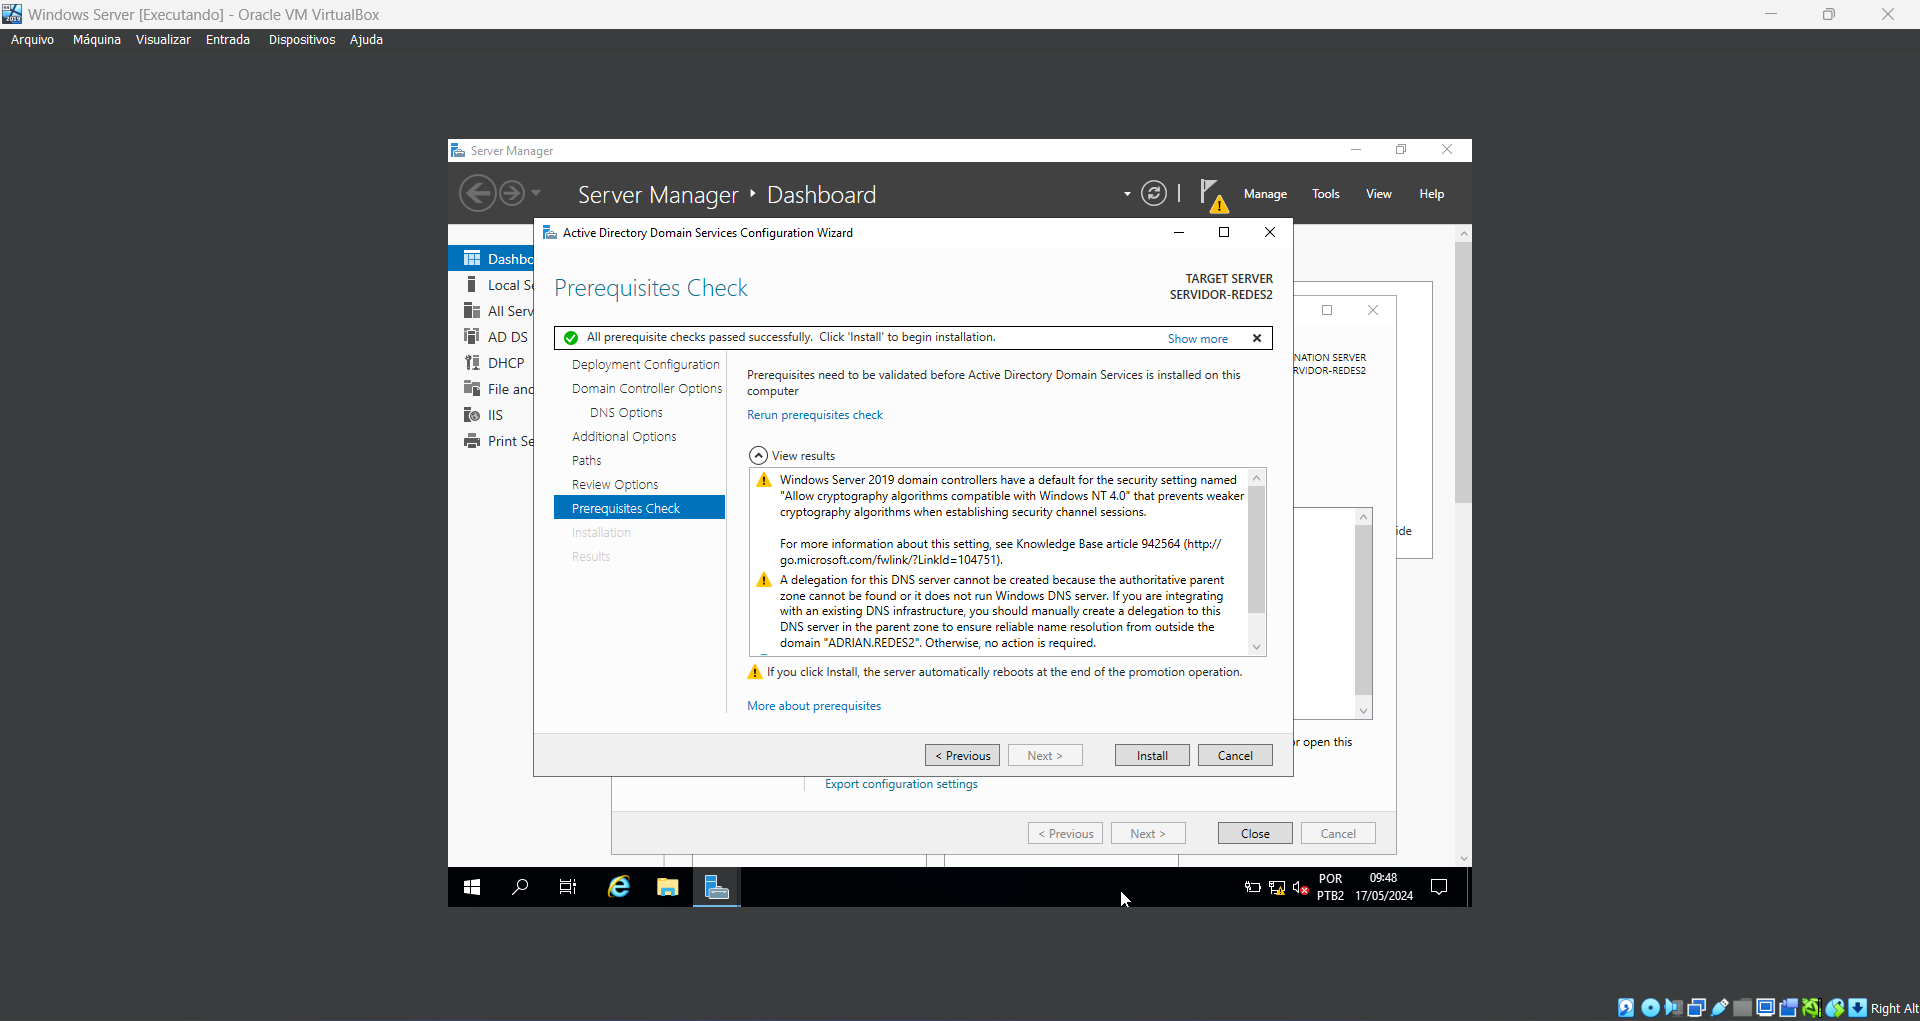 Windows Server [Executando] - Oracle VM VirtualBox
Arquivo Máquina Visualizar Entrada Dispositivos Ajuda
Server Manager
Server Manager Dashboard
Manage Tools View Help
Active Directory Domain Services Configuration Wizard
Prerequisites Check
TARGET SERVER
SERVIDOR-REDES2
All prerequisite checks passed successfully. Click 'Install' to begin installation.
Show more
Dashbo
Local Se
All Serv
AD DS
DHCP
File and
IIS
Print Se
Deployment Configuration
Domain Controller Options
DNS Options
Additional Options
Paths
Review Options
Prerequisites Check
Installation
Results
Prerequisites need to be validated before Active Directory Domain Services is installed on this
computer
Rerun prerequisites check
View results
Windows Server 2019 domain controllers have a default for the security setting named
"Allow cryptography algorithms compatible with Windows NT 4.0" that prevents weaker
cryptography algorithms when establishing security channel sessions.
For more information about this setting, see Knowledge Base article 942564 (http://
go.microsoft.com/fwlink/?LinkId=104751).
A delegation for this DNS server cannot be created because the authoritative parent
zone cannot be found or it does not run Windows DNS server. If you are integrating
with an existing DNS infrastructure, you should manually create a delegation to this
DNS server in the parent zone to ensure reliable name resolution from outside the
domain "ADRIAN.REDES2". Otherwise, no action is required.
If you click Install, the server automatically reboots at the end of the promotion operation.
More about prerequisites
< Previous
Next >
Install
Cancel
NATION SERVER
RVIDOR-REDES2
ide
or open this
Export configuration settings
< Previous
Next >
Close
Cancel
POR
PTB2
09:48
17/05/2024
Right Alt